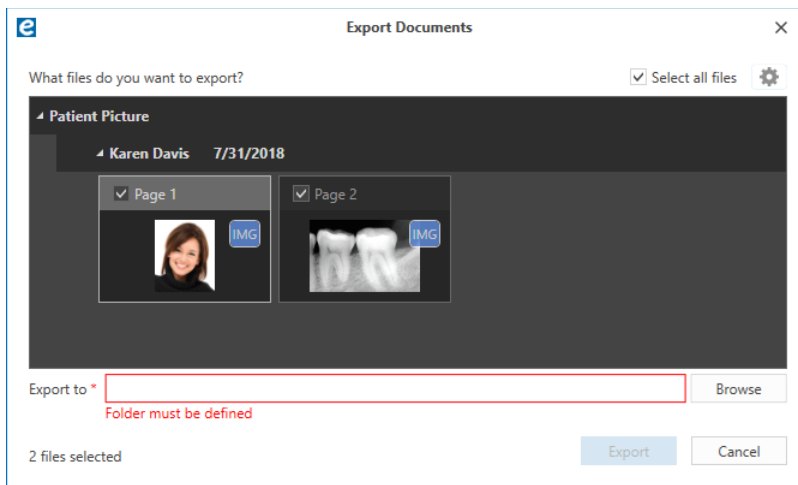 Export Documents
What files do you want to export?
Select all files
Patient Picture
Karen Davis 7/31/2018
Page 1
IMG
Page 2
IMG
Export to *
Browse
Folder must be defined
2 files selected
Export
Cancel